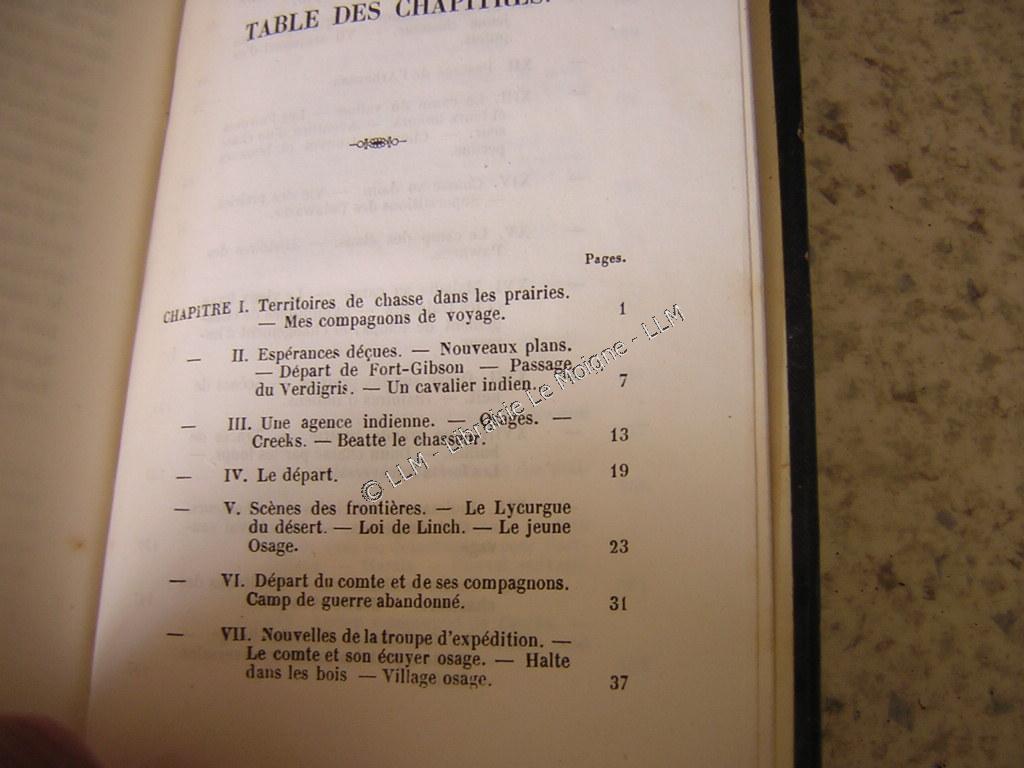 TABLE DES CHAPITRES.
Pages.
CHAPITRE I. Territoires de chasse dans les prairies.
— Mes compagnons de voyage. 1
— II. Espérances déçues. — Nouveaux plans.
— Départ de Fort-Gibson — Passage
du Verdigris. — Un cavalier indien. 7
— III. Une agence indienne. — Osages. —
Creeks. — Beatte le chasseur. 13
— IV. Le départ. 19
— V. Scènes des frontières. — Le Lycurgue
du désert. — Loi de Linch. — Le jeune
Osage. 23
— VI. Départ du comte et de ses compagnons.
Camp de guerre abandonné. 31
— VII. Nouvelles de la troupe d'expédition. —
Le comte et son écuyer osage. — Halte
dans les bois — Village osage. 37
© LLM - Librairie Le Moigne - LLM